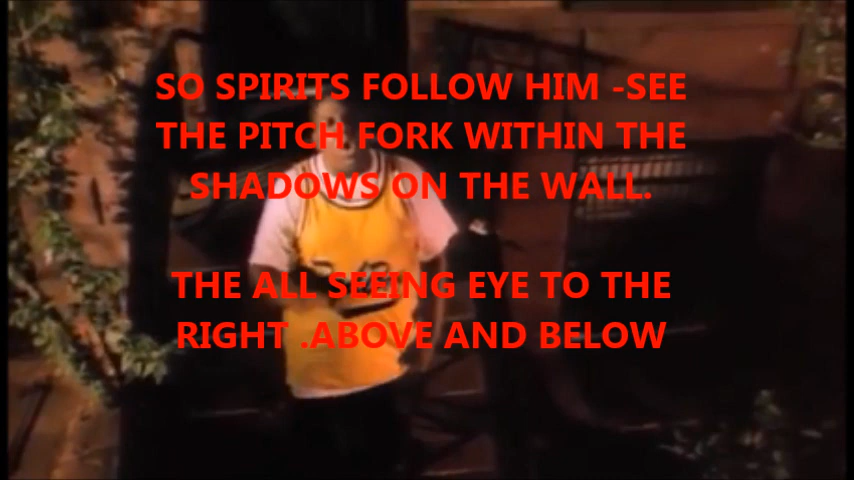 SO SPIRITS FOLLOW HIM -SEE
THE PITCH FORK WITHIN THE
SHADOWS ON THE WALL.
THE ALL SEEING EYE TO THE
RIGHT .ABOVE AND BELOW